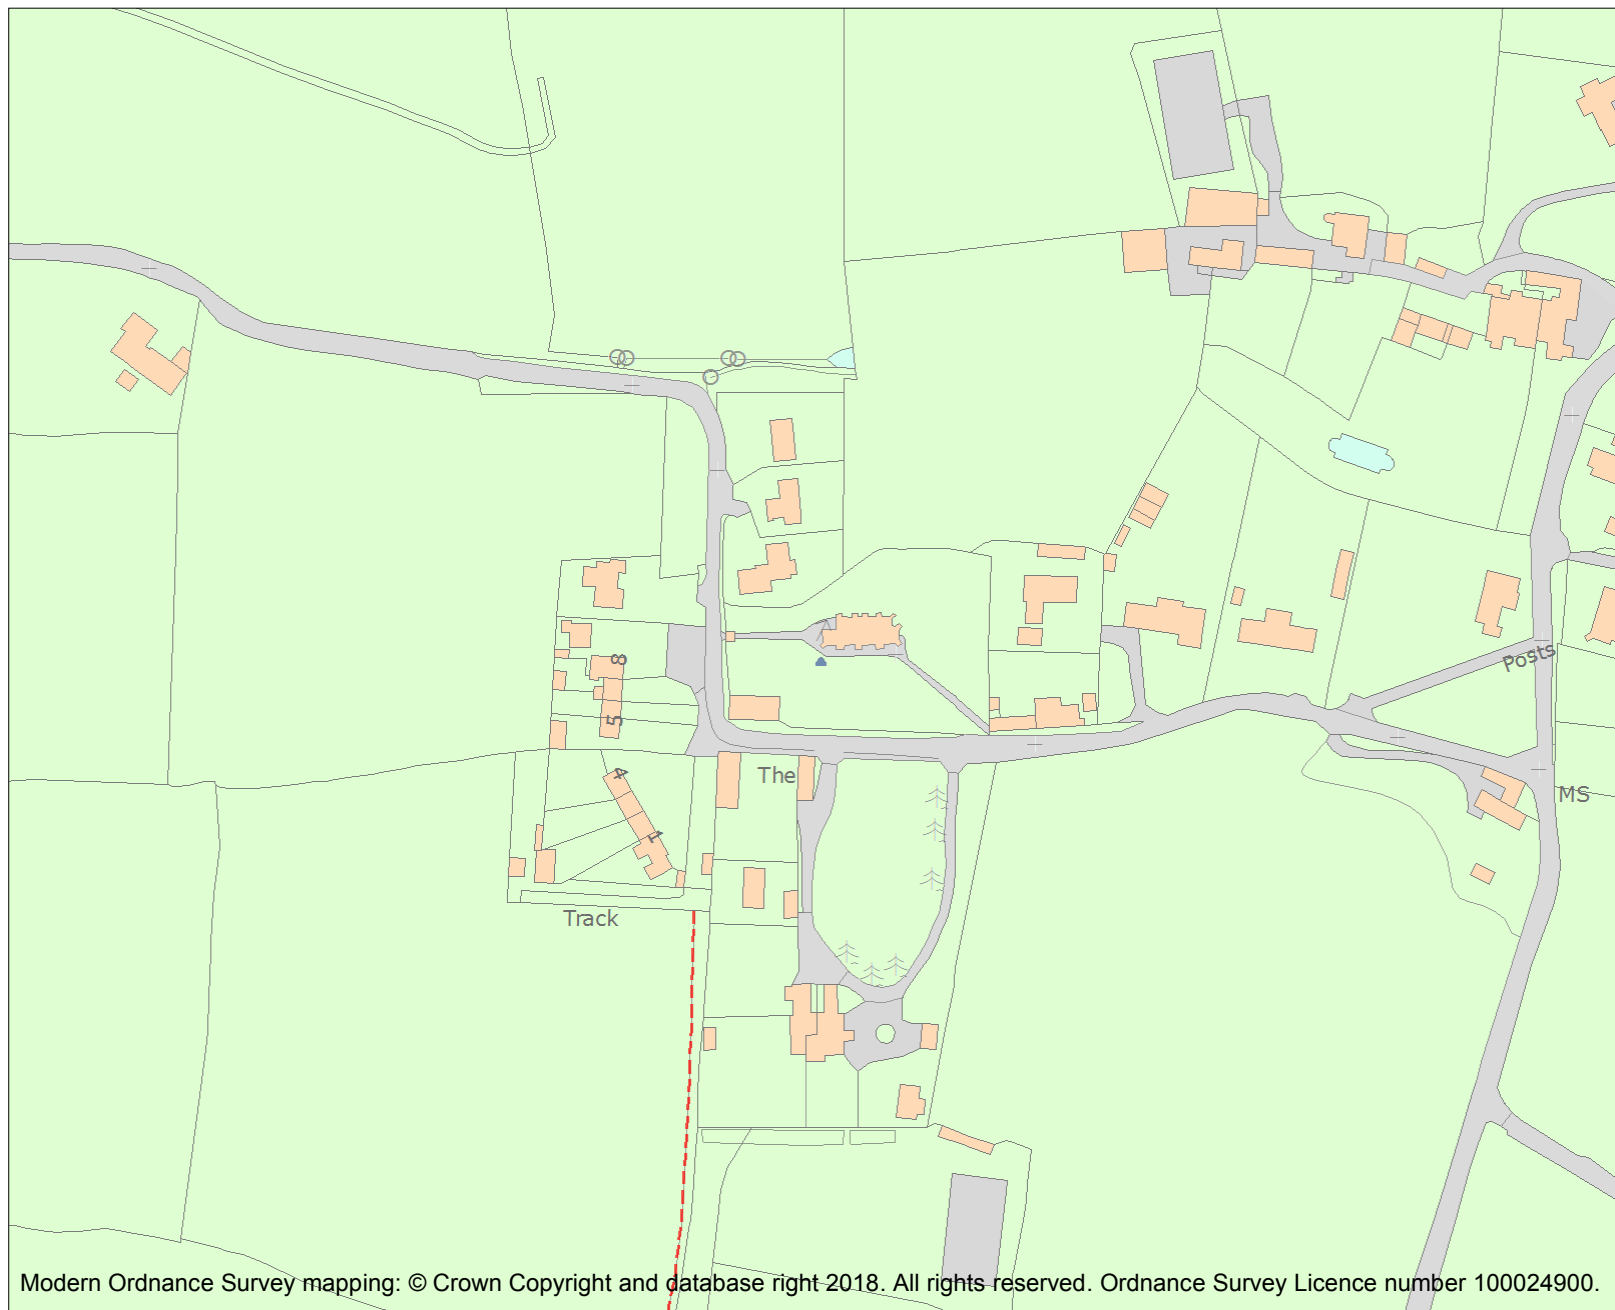 8
Posts
5
4
The
MS
1
Track
Modern Ordnance Survey mapping: © Crown Copyright and database right 2018. All rights reserved. Ordnance Survey Licence number 100024900.